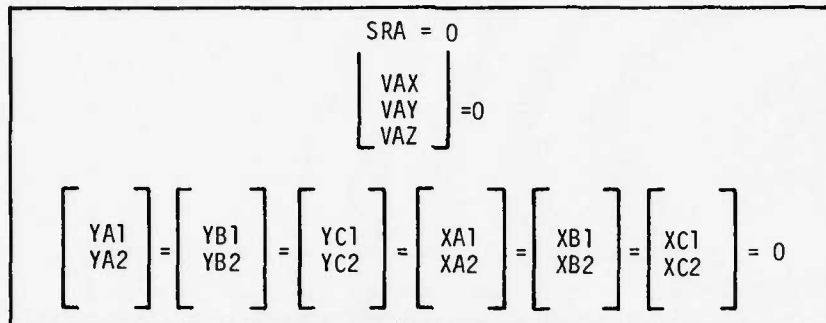 SRA = 0
[VAX
VAY =0
VAZ]
[YA1] = [YB1] = [YC1] = [XA1] = [XB1] = [XC1] = 0
[YA2] [YB2] [YC2] [XA2] [XB2] [XC2]